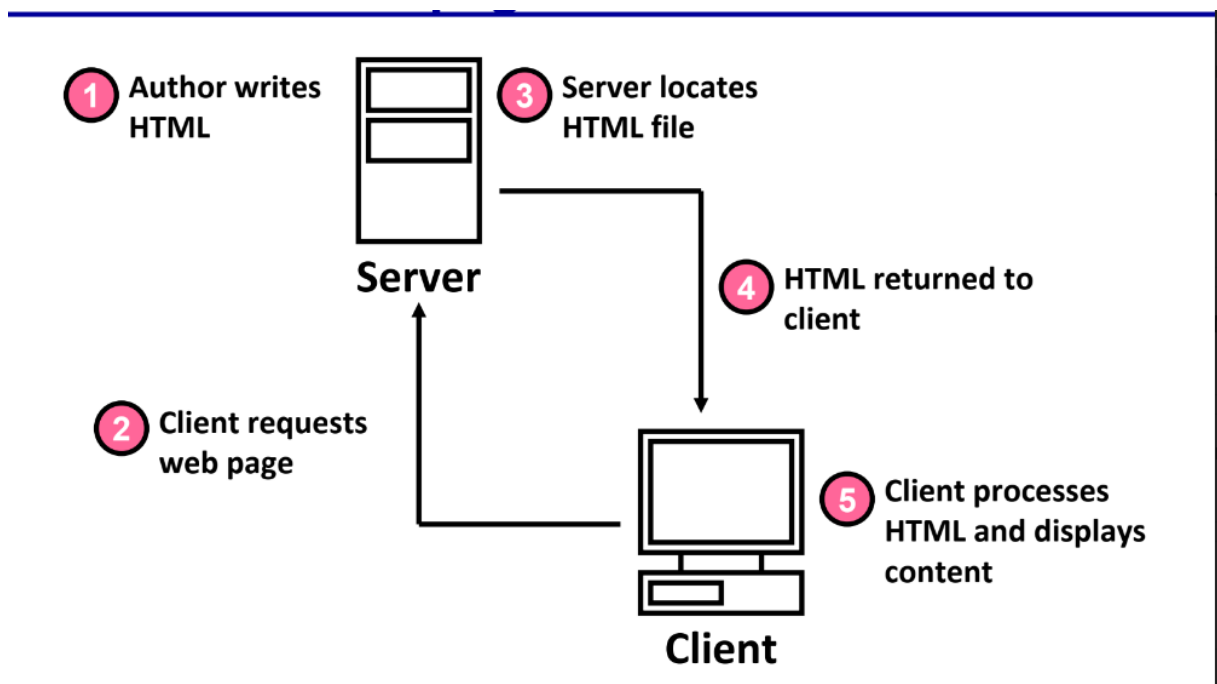 1 Author writes
HTML
3 Server locates
HTML file
Server
4 HTML returned to
client
2 Client requests
web page
5 Client processes
HTML and displays
content
Client